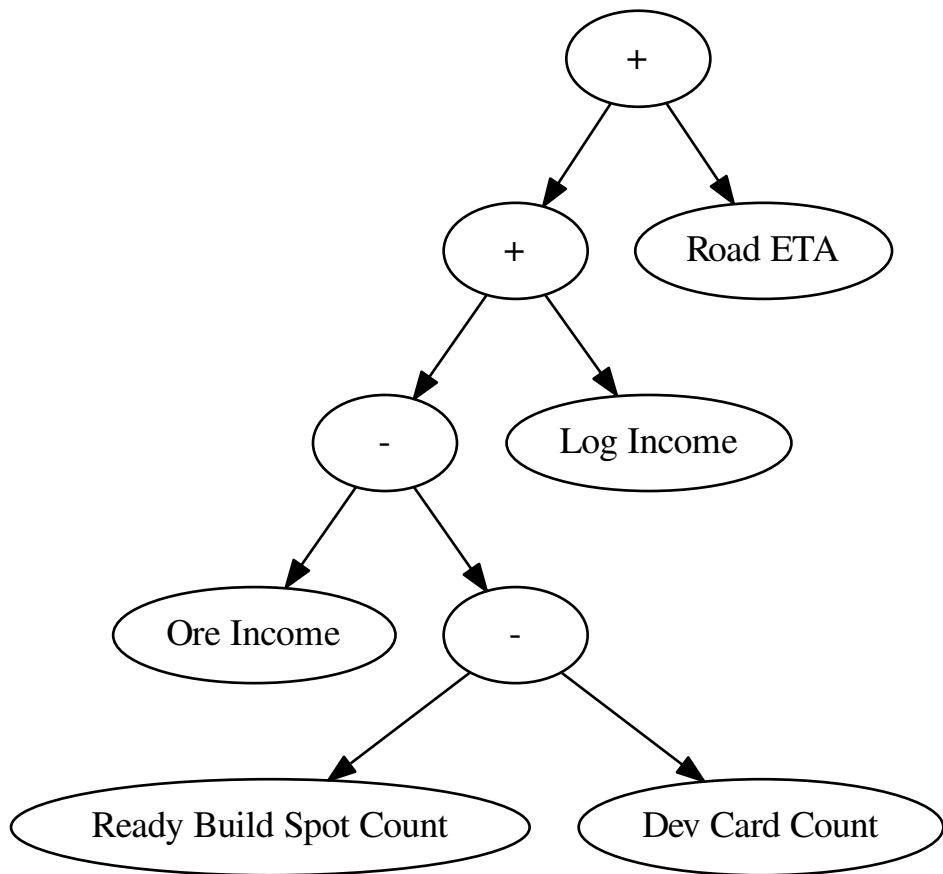 +
+
Road ETA
-
Log Income
Ore Income
-
Ready Build Spot Count
Dev Card Count